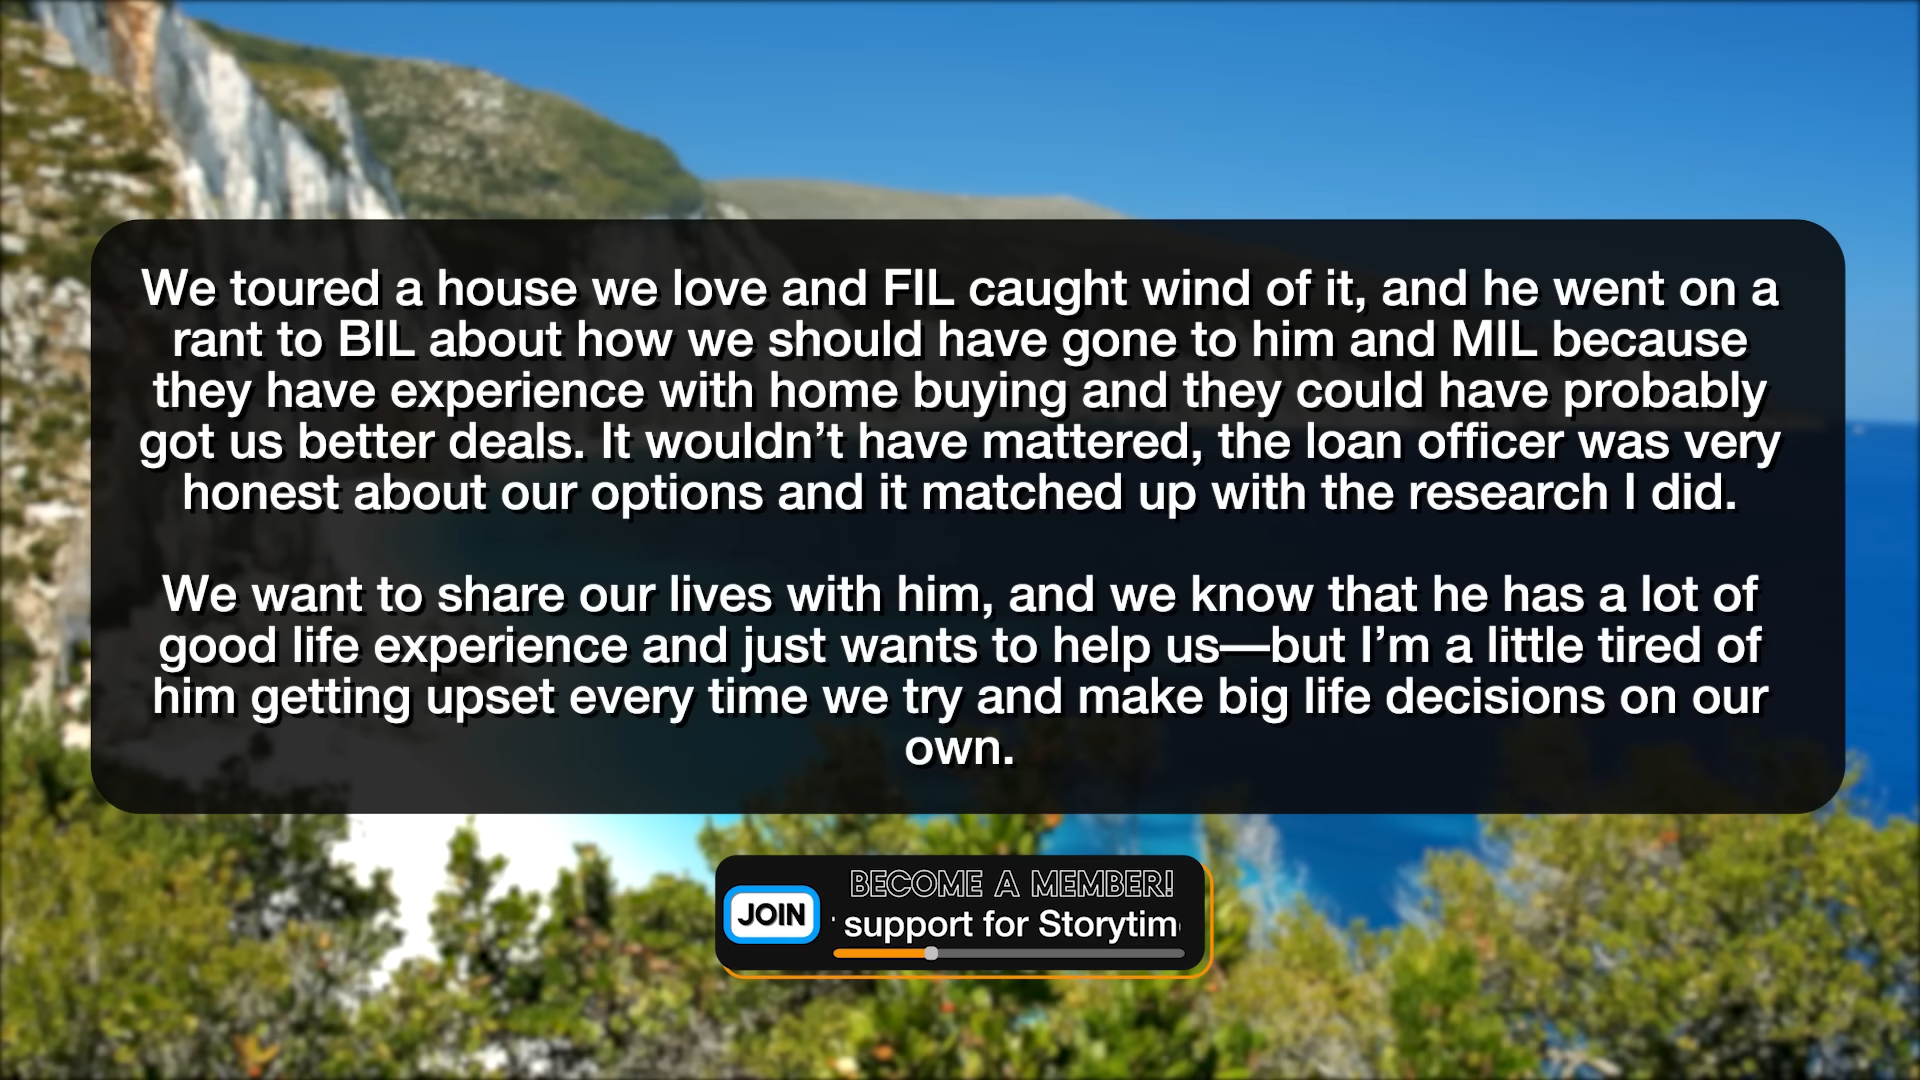 We toured a house we love and FIL caught wind of it, and he went on a
rant to BIL about how we should have gone to him and MIL because
they have experience with home buying and they could have probably
got us better deals. It wouldn’t have mattered, the loan officer was very
honest about our options and it matched up with the research I did.
We want to share our lives with him, and we know that he has a lot of
good life experience and just wants to help us—but I’m a little tired of
him getting upset every time we try and make big life decisions on our
own.
BECOME A MEMBER!
JOIN
support for Storytim